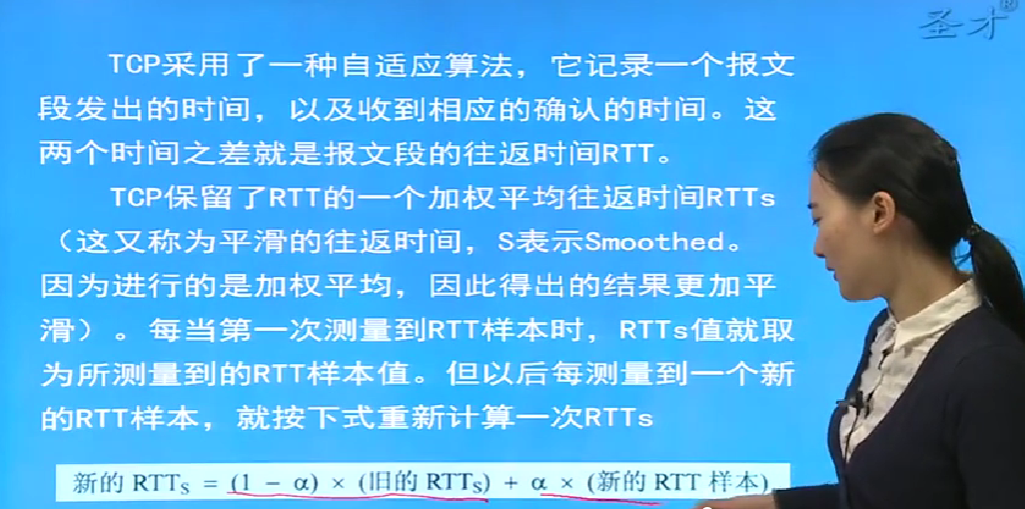 圣才®
TCP采用了一种自适应算法，它记录一个报文
段发出的时间，以及收到相应的确认的时间。这
两个时间之差就是报文段的往返时间RTT。
TCP保留了RTT的一个加权平均往返时间RTTs
（这又称为平滑的往返时间，S表示Smoothed。
因为进行的是加权平均，因此得出的结果更加平
滑）。每当第一次测量到RTT样本时，RTTs值就取
为所测量到的RTT样本值。但以后每测量到一个新
的RTT样本，就按下式重新计算一次RTTs
新的 RTTS = (1 − α) × (旧的 RTTS) + α × (新的 RTT 样本)